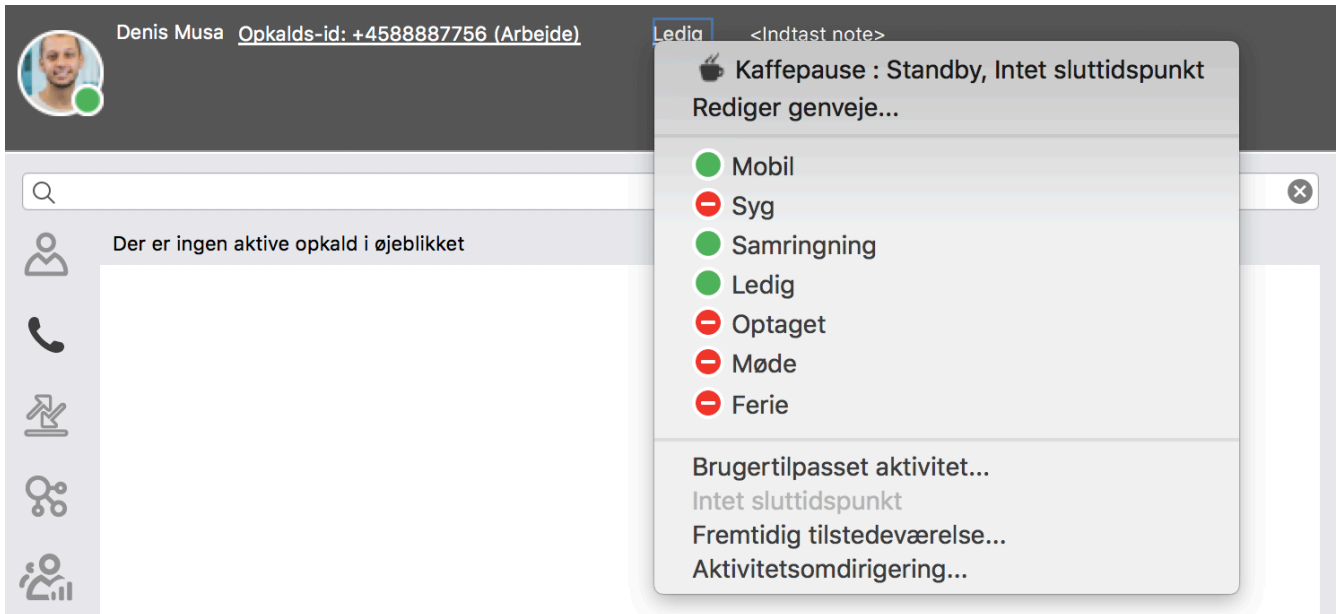 Denis Musa Opkalds-id: +4588887756 (Arbejde) Ledig <Indtast note>
Kaffepause : Standby, Intet sluttidspunkt
Rediger genveje...
Mobil
Syg
Samringning
Ledig
Optaget
Møde
Ferie
Brugertilpasset aktivitet...
Intet sluttidspunkt
Fremtidig tilstedeværelse...
Aktivitetsomdirigering...
Der er ingen aktive opkald i øjeblikket